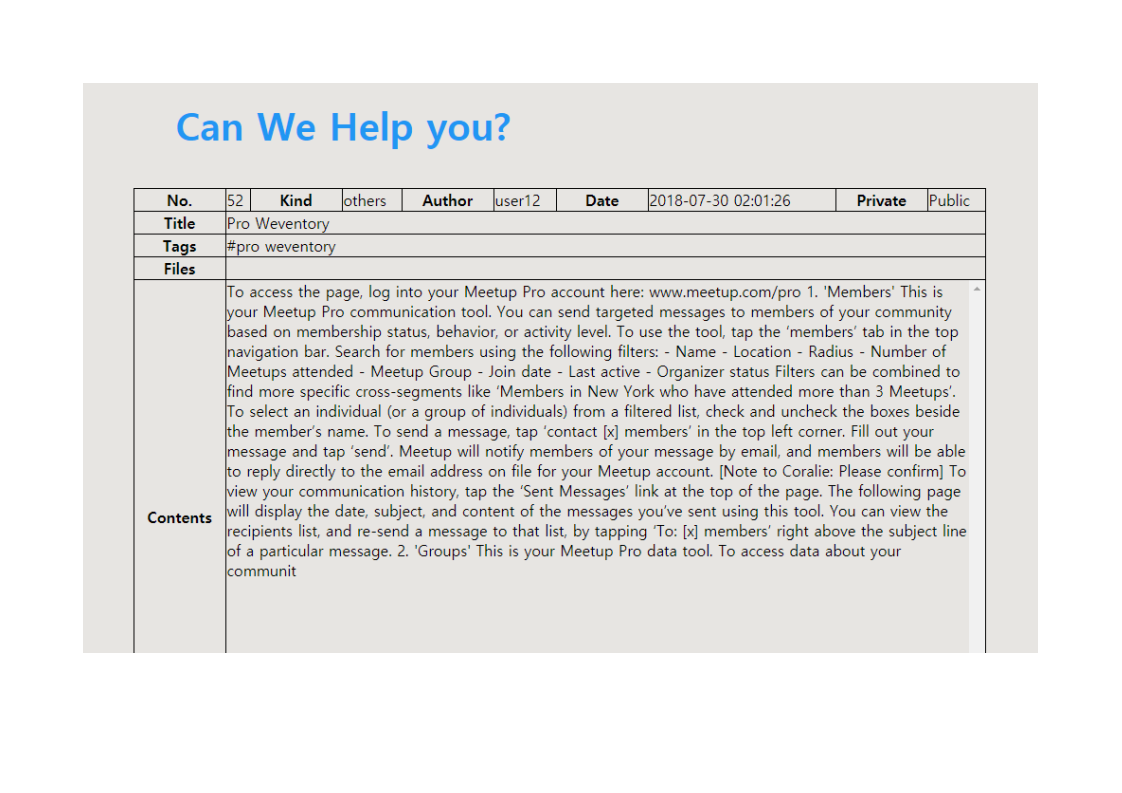 Can We Help you?
No. 52 Kind others Author user12 Date 2018-07-30 02:01:26 Private Public
Title Pro Weventory
Tags #pro weventory
Files
Contents
To access the page, log into your Meetup Pro account here: www.meetup.com/pro 1. 'Members' This is
your Meetup Pro communication tool. You can send targeted messages to members of your community
based on membership status, behavior, or activity level. To use the tool, tap the ‘members’ tab in the top
navigation bar. Search for members using the following filters: - Name - Location - Radius - Number of
Meetups attended - Meetup Group - Join date - Last active - Organizer status Filters can be combined to
find more specific cross-segments like ‘Members in New York who have attended more than 3 Meetups’.
To select an individual (or a group of individuals) from a filtered list, check and uncheck the boxes beside
the member’s name. To send a message, tap ‘contact [x] members’ in the top left corner. Fill out your
message and tap ‘send’. Meetup will notify members of your message by email, and members will be able
to reply directly to the email address on file for your Meetup account. [Note to Coralie: Please confirm] To
view your communication history, tap the ‘Sent Messages’ link at the top of the page. The following page
will display the date, subject, and content of the messages you’ve sent using this tool. You can view the
recipients list, and re-send a message to that list, by tapping ‘To: [x] members’ right above the subject line
of a particular message. 2. 'Groups' This is your Meetup Pro data tool. To access data about your
communit